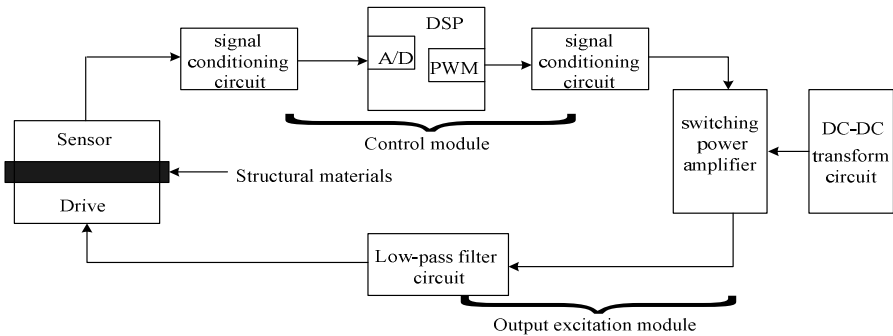 signal
conditioning
circuit
DSP
A/D
PWM
signal
conditioning
circuit
Control module
Sensor
Structural materials
Drive
switching
power
amplifier
DC-DC
transform
circuit
Low-pass filter
circuit
Output excitation module